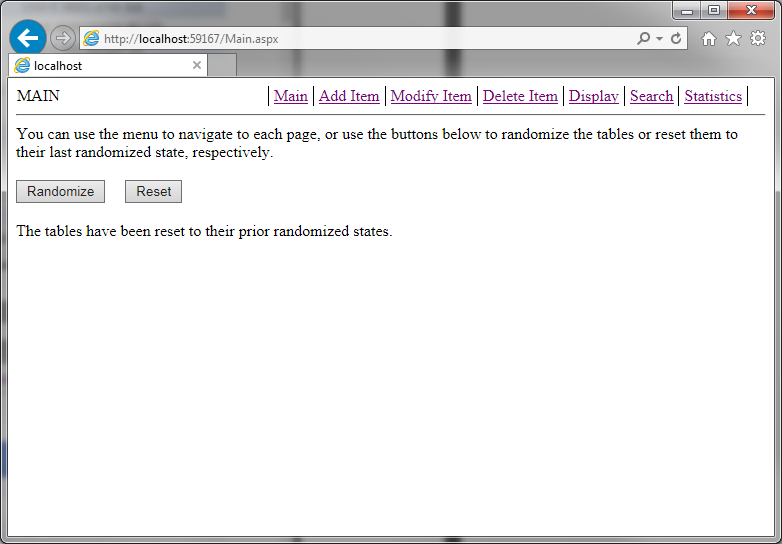 http://localhost:59167/Main.aspx
localhost
MAIN | Main | Add Item | Modify Item | Delete Item | Display | Search | Statistics |
You can use the menu to navigate to each page, or use the buttons below to randomize the tables or reset them to
their last randomized state, respectively.
Randomize Reset
The tables have been reset to their prior randomized states.